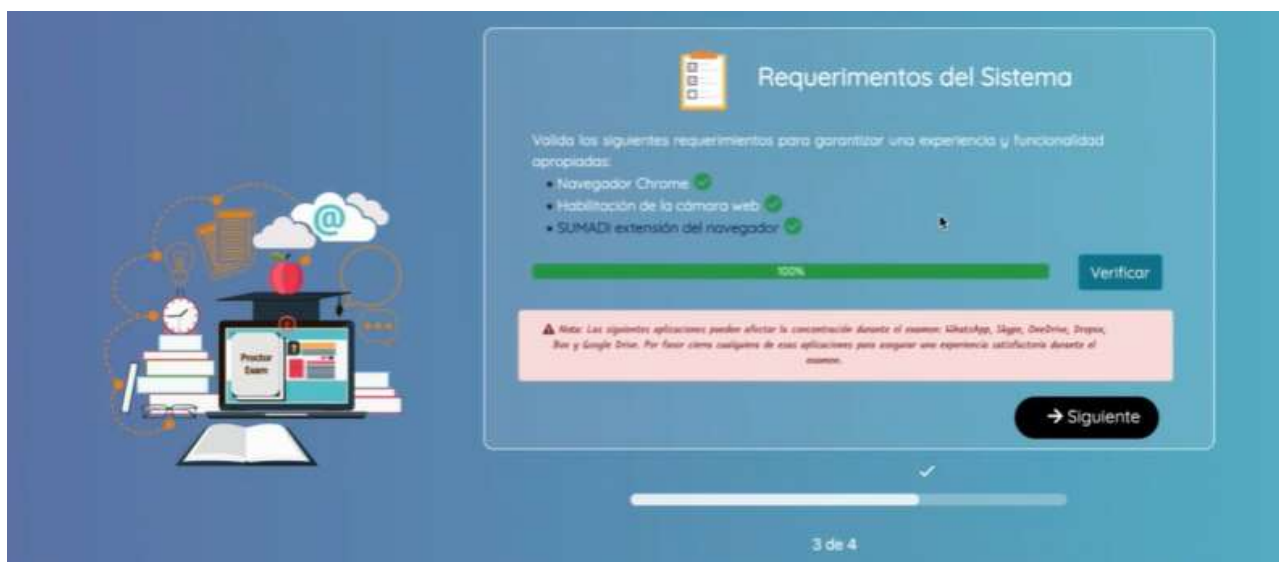 Requerimentos del Sistema
Valida los siguientes requerimientos para garantizar una experiencia y funcionalidad
apropiadas:
• Navegador Chrome
• Habilitación de la cámara web
• SUMADI extensión del navegador
100%
Verificar
Nota: Las siguientes aplicaciones pueden afectar la concentración durante el examen: WhatsApp, Skype, OneDrive, Dropox,
Box y Google Drive. Por favor cierra cualquiera de esas aplicaciones para asegurar una experiencia satisfactoria durante el
examen.
→ Siguiente
3 de 4
@
Proctor
Exam